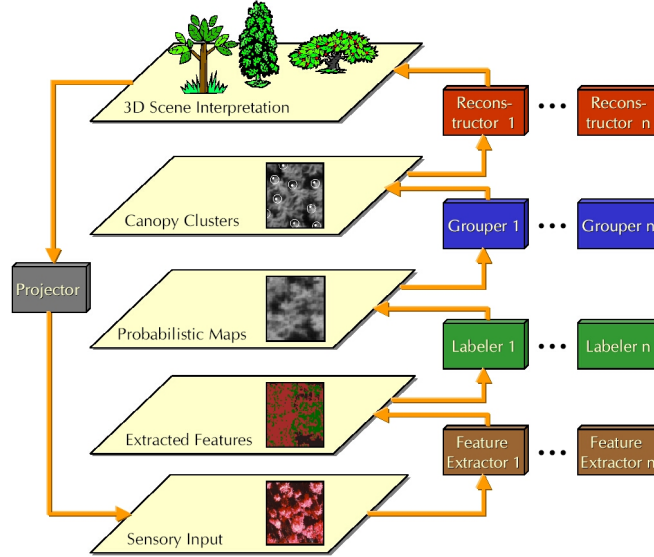 3D Scene Interpretation
Recons-
tructor 1
Recons-
tructor n
Canopy Clusters
Grouper 1
Grouper n
Projector
Probabilistic Maps
Labeler 1
Labeler n
Extracted Features
Feature
Extractor 1
Feature
Extractor n
Sensory Input